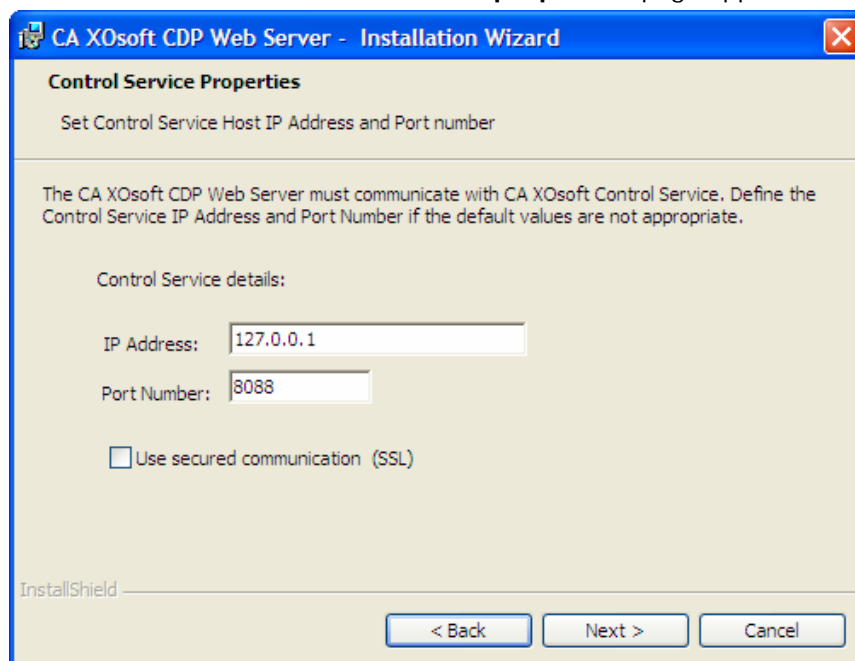 CA XOsoft CDP Web Server - Installation Wizard
Control Service Properties
Set Control Service Host IP Address and Port number
The CA XOsoft CDP Web Server must communicate with CA XOsoft Control Service. Define the
Control Service IP Address and Port Number if the default values are not appropriate.
Control Service details:
IP Address: 127.0.0.1
Port Number: 8088
Use secured communication (SSL)
InstallShield
< Back Next > Cancel